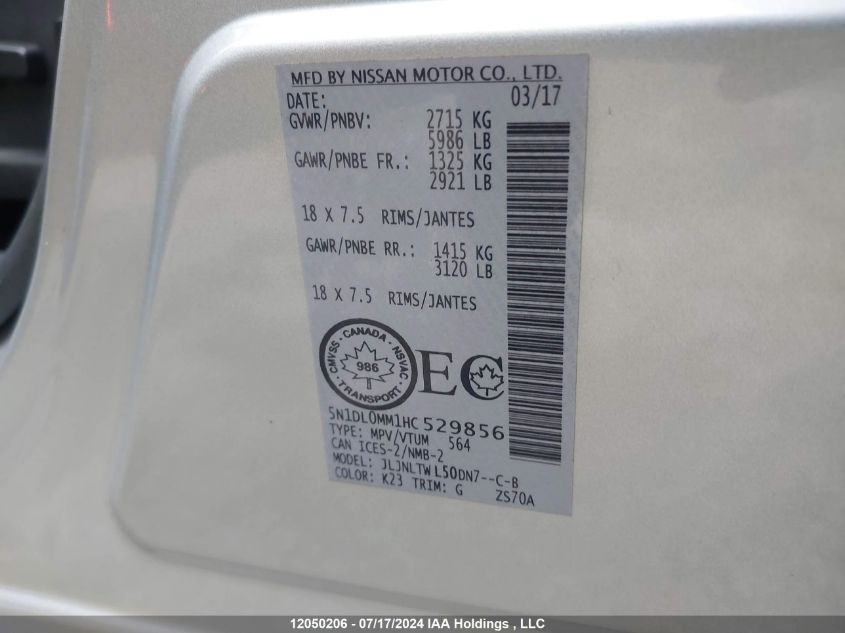 MFD BY NISSAN MOTOR CO., LTD.
DATE: 03/17
GVWR/PNBV: 2715 KG
5986 LB
GAWR/PNBE FR.: 1325 KG
2921 LB
18 X 7.5 RIMS/JANTES
GAWR/PNBE RR.: 1415 KG
3120 LB
18 X 7.5 RIMS/JANTES
CMVSS · CANADA · NSVAC
986
· TRANSPORT ·
EC
5N1DL0MM1HC529856
TYPE: MPV/VTUM 564
CAN ICES-2/NMB-2
MODEL: JLJNLTWL50DN7--C-B
COLOR: K23 TRIM: G ZS70A
12050206 - 07/17/2024 IAA Holdings , LLC